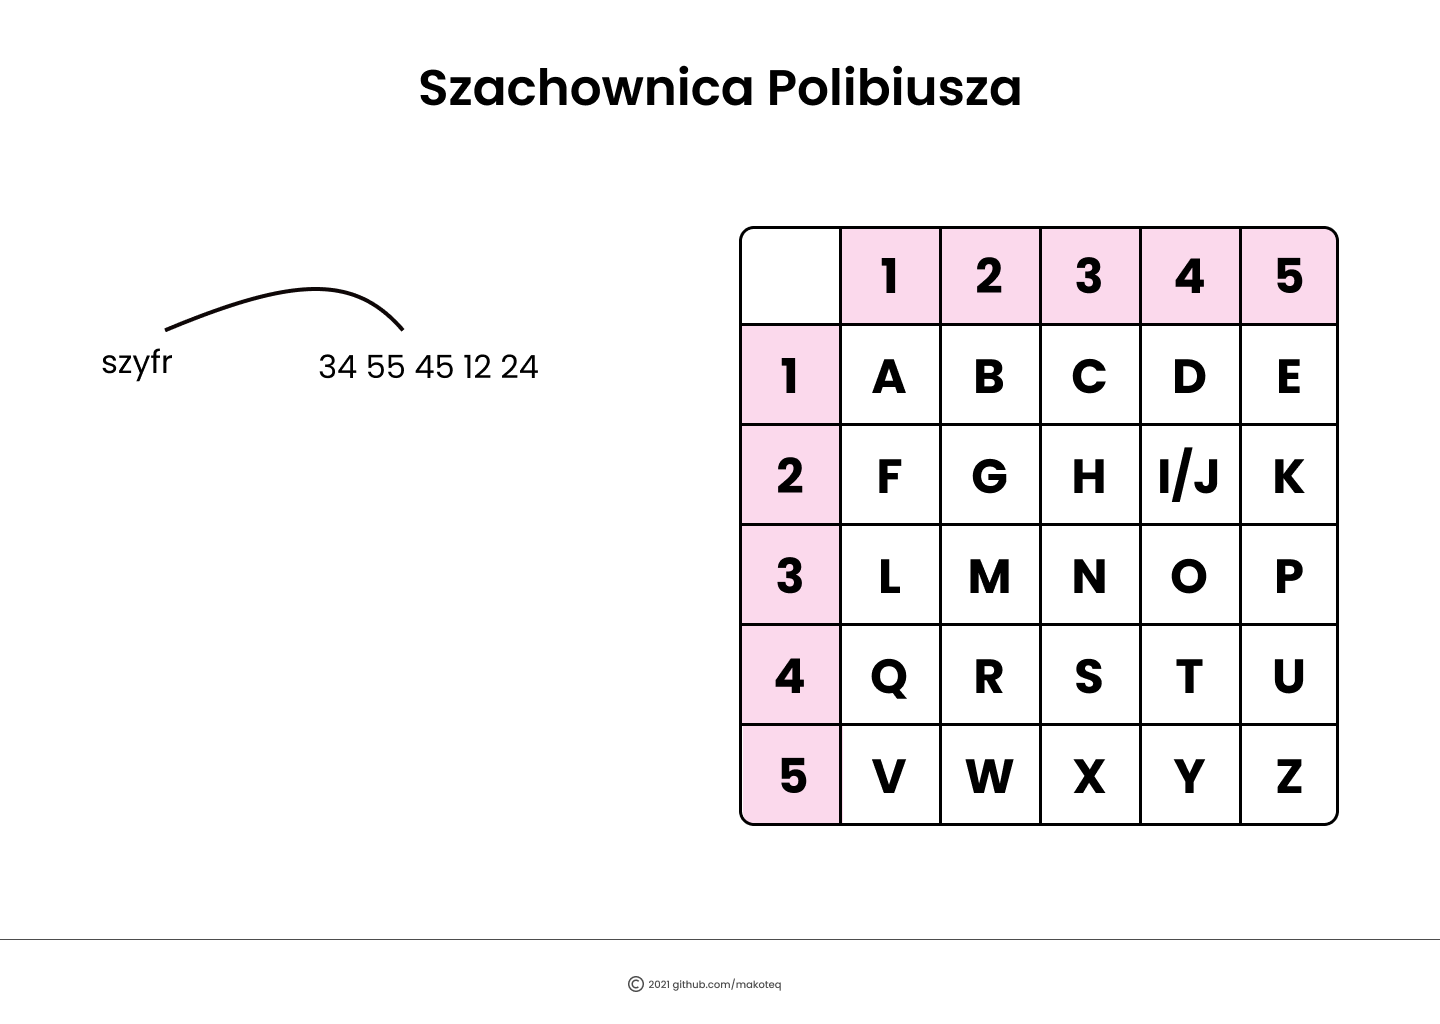 Szachownica Polibiusza
szyfr 34 55 45 12 24
1 2 3 4 5
1 A B C D E
2 F G H I/J K
3 L M N O P
4 Q R S T U
5 V W X Y Z
© 2021 github.com/makoteq